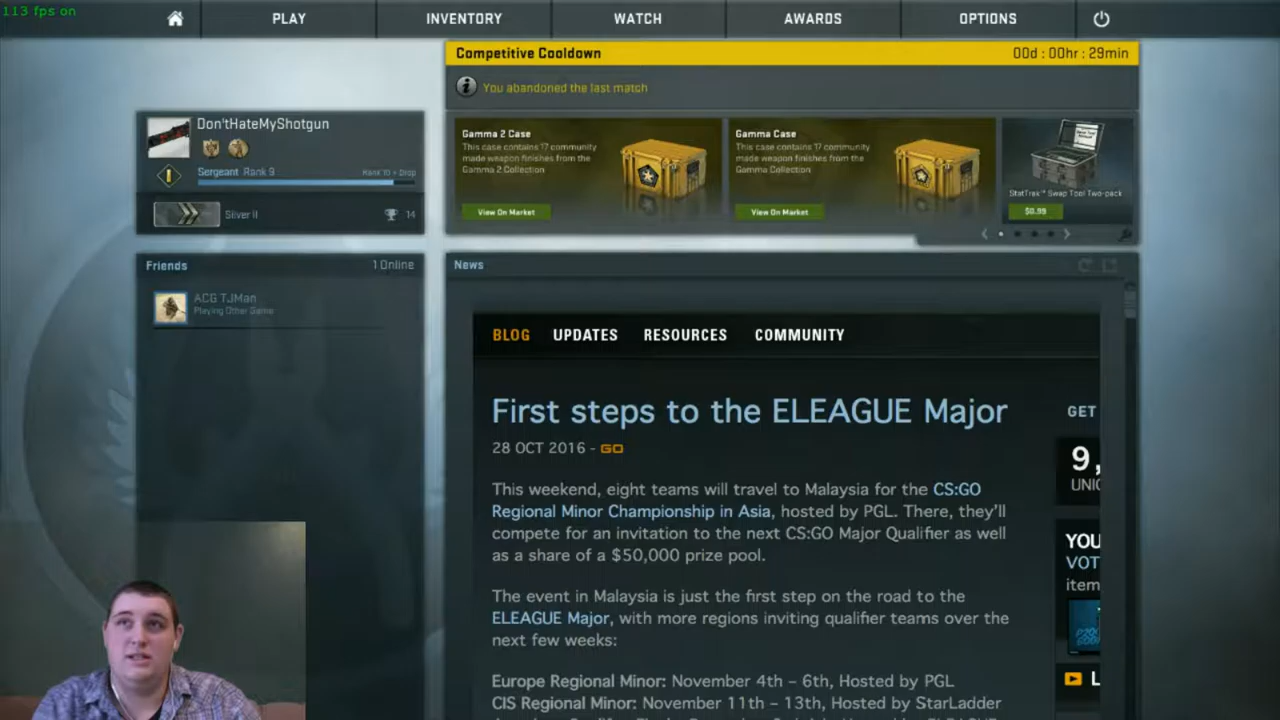 113 fps on
PLAY
INVENTORY
WATCH
AWARDS
OPTIONS
Competitive Cooldown
00d : 00hr : 29min
You abandoned the last match
Don'tHateMyShotgun
Sergeant Rank 9
Rank 10 + Drop
Silver II
14
Gamma 2 Case
This case contains 17 community
made weapon finishes from the
Gamma 2 Collection
View On Market
Gamma Case
This case contains 17 community
made weapon finishes from the
Gamma Collection
View On Market
StatTrak™ Swap Tool Two-pack
$0.99
Friends
1 Online
ACG TJMan
Playing Other Game
News
BLOG
UPDATES
RESOURCES
COMMUNITY
First steps to the ELEAGUE Major
28 OCT 2016 - GO
This weekend, eight teams will travel to Malaysia for the CS:GO
Regional Minor Championship in Asia, hosted by PGL. There, they'll
compete for an invitation to the next CS:GO Major Qualifier as well
as a share of a $50,000 prize pool.
The event in Malaysia is just the first step on the road to the
ELEAGUE Major, with more regions inviting qualifier teams over the
next few weeks:
Europe Regional Minor: November 4th – 6th, Hosted by PGL
CIS Regional Minor: November 11th – 13th, Hosted by StarLadder
GET
9,
UNIQ
YOU
VOT
item
L